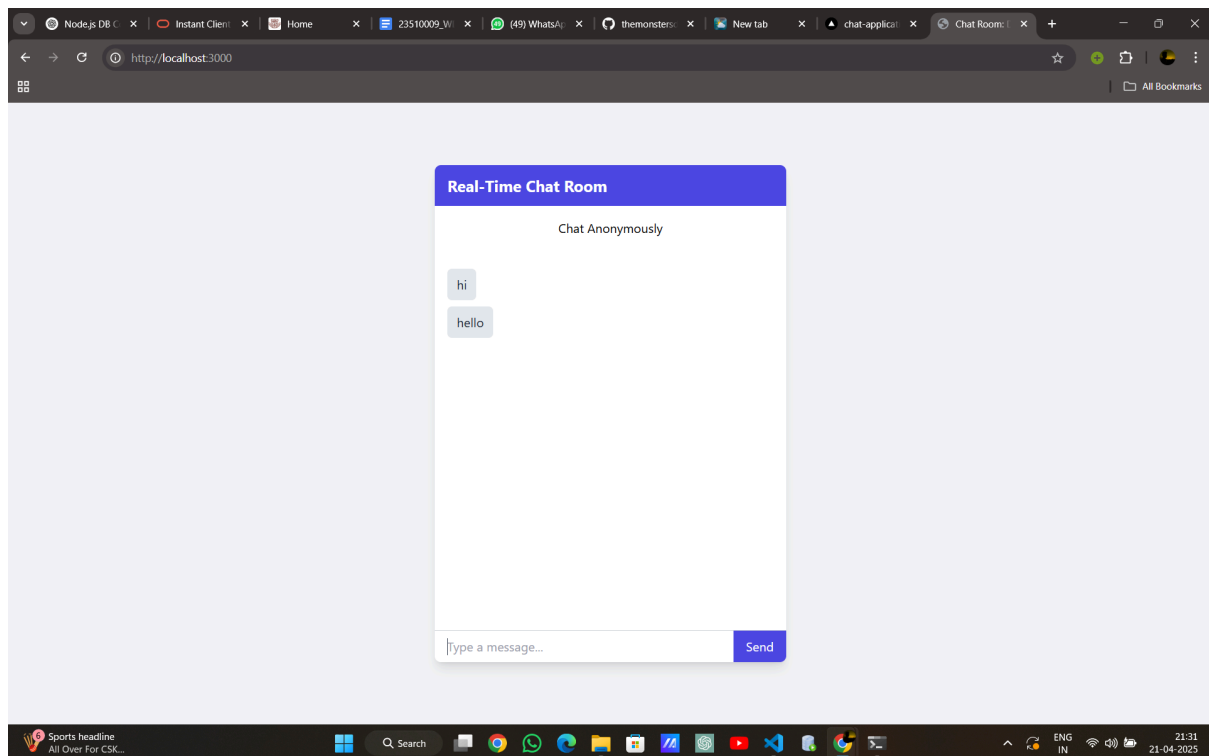 Node.js DB C
Instant Client
Home
23510009_W
(49) WhatsAp
themonsters
New tab
chat-applicat
Chat Room:
http://localhost:3000
All Bookmarks
Real-Time Chat Room
Chat Anonymously
hi
hello
Type a message...
Send
6
Sports headline
All Over For CSK...
Search
ENG
IN
21:31
21-04-2025